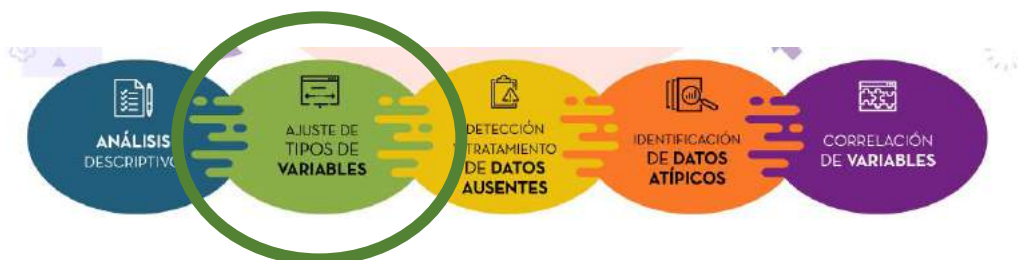 ANÁLISIS
DESCRIPTIVO
AJUSTE DE
TIPOS DE
VARIABLES
DETECCIÓN
Y TRATAMIENTO
DE DATOS
AUSENTES
IDENTIFICACIÓN
DE DATOS
ATÍPICOS
CORRELACIÓN
DE VARIABLES